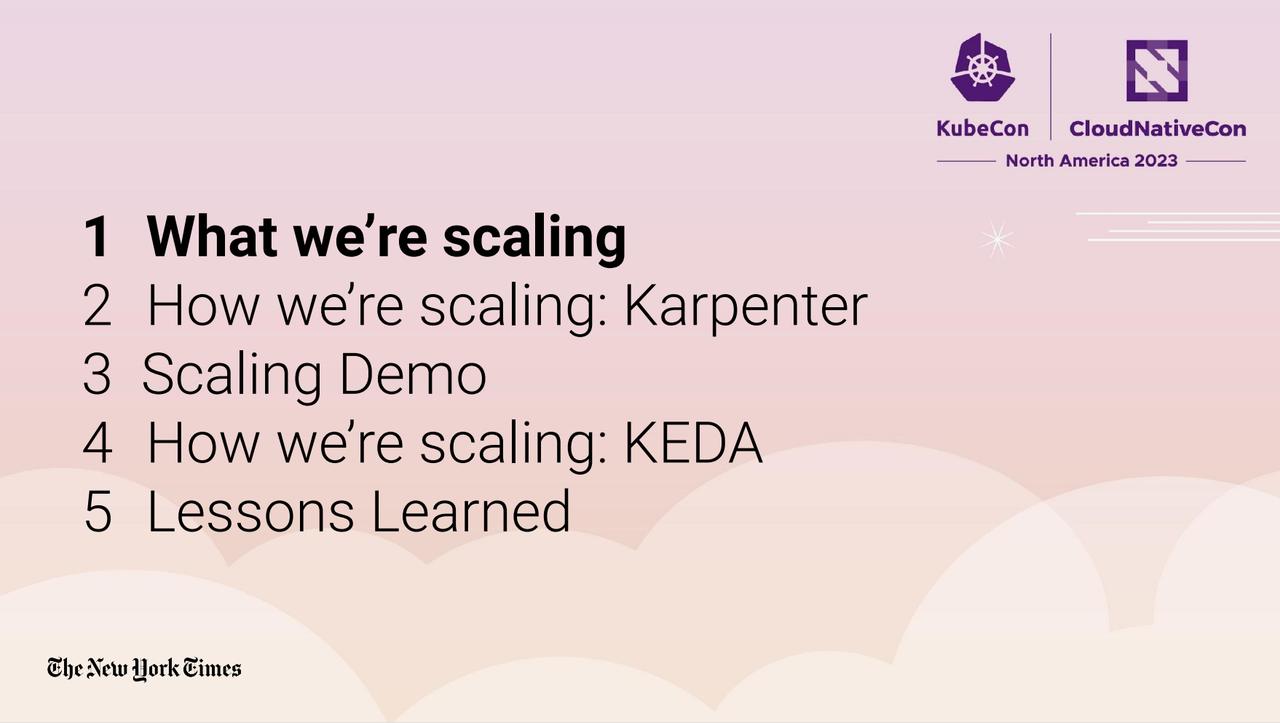 KubeCon
CloudNativeCon
North America 2023
1 What we’re scaling
2 How we’re scaling: Karpenter
3 Scaling Demo
4 How we’re scaling: KEDA
5 Lessons Learned
The New York Times